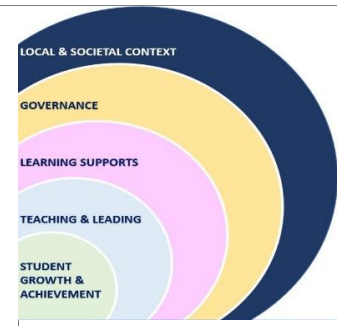 LOCAL & SOCIETAL CONTEXT
GOVERNANCE
LEARNING SUPPORTS
TEACHING & LEADING
STUDENT
GROWTH &
ACHIEVEMENT